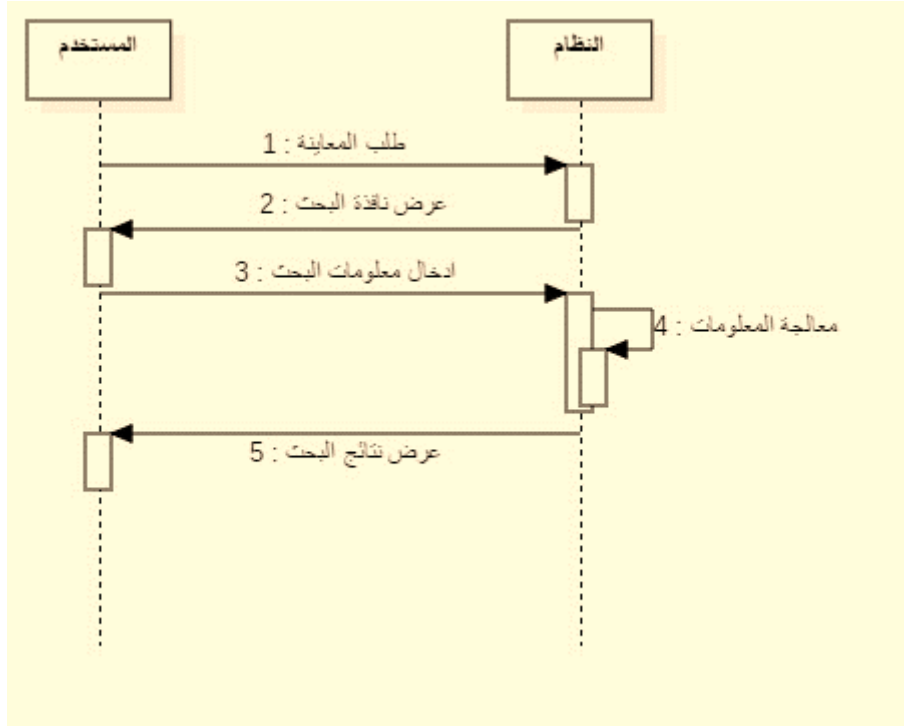 المستخدم
النظام
1 : طلب المعاينة
2 : عرض نافذة البحث
3 : ادخال معلومات البحث
4 : معالجة المعلومات
5 : عرض نتائج البحث